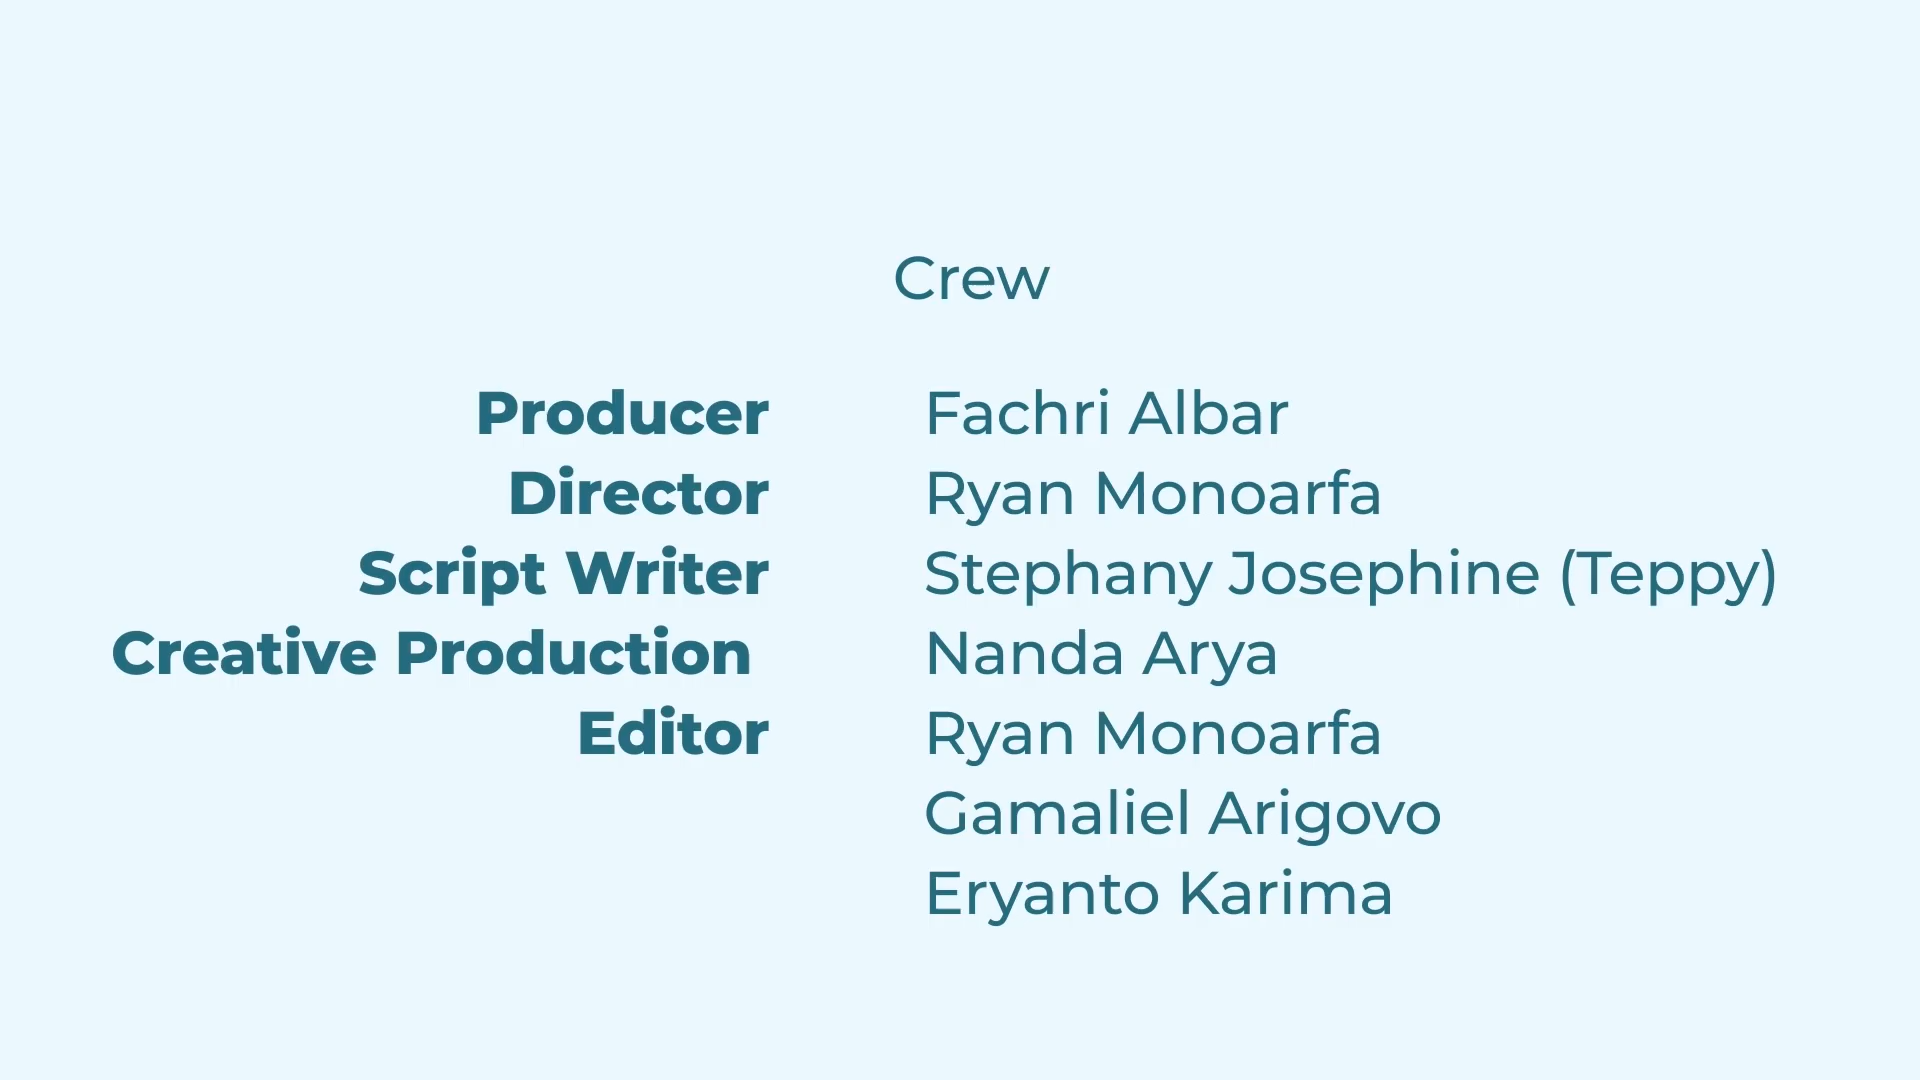 Crew
Producer Fachri Albar
Director Ryan Monoarfa
Script Writer Stephany Josephine (Teppy)
Creative Production Nanda Arya
Editor Ryan Monoarfa
Gamaliel Arigovo
Eryanto Karima